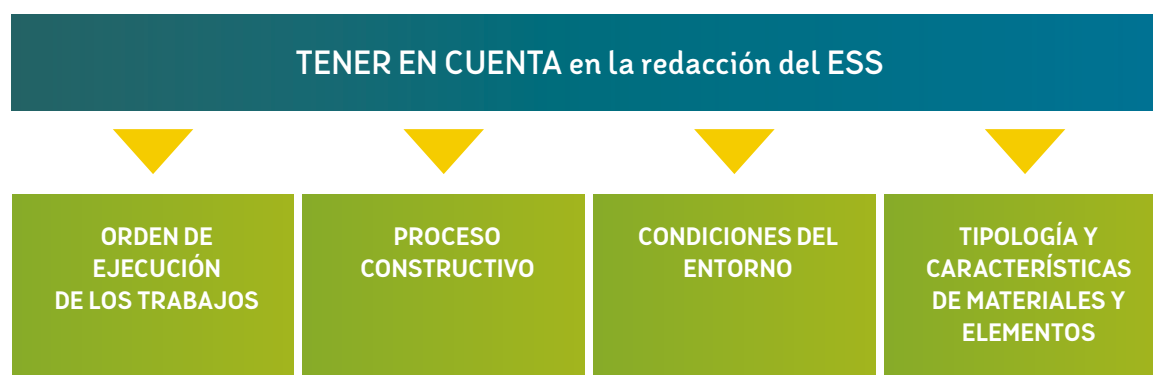 TENER EN CUENTA en la redacción del ESS
ORDEN DE
EJECUCIÓN
DE LOS TRABAJOS
PROCESO
CONSTRUCTIVO
CONDICIONES DEL
ENTORNO
TIPOLOGÍA Y
CARACTERÍSTICAS
DE MATERIALES Y
ELEMENTOS